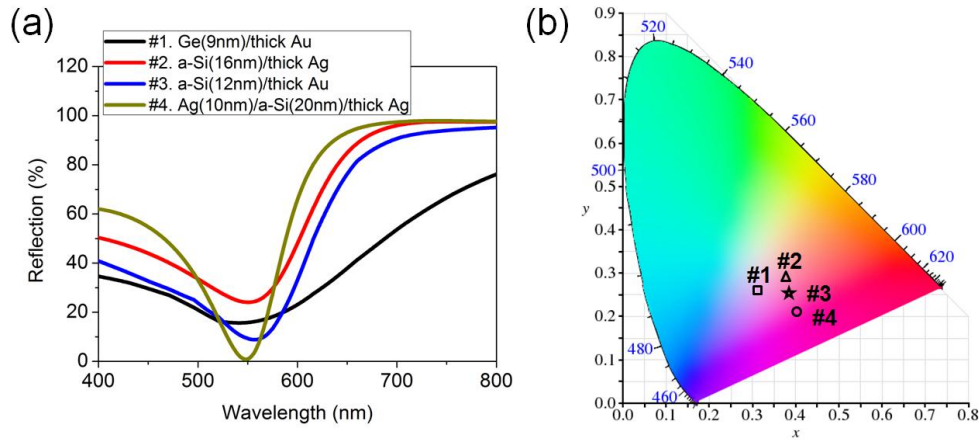 (a)
#1. Ge(9nm)/thick Au
#2. a-Si(16nm)/thick Ag
#3. a-Si(12nm)/thick Au
#4. Ag(10nm)/a-Si(20nm)/thick Ag
120
100
80
60
40
20
0
Reflection (%)
400 500 600 700 800
Wavelength (nm)
(b)
0.9
0.8
0.7
0.6
0.5
y
0.4
0.3
0.2
0.1
0.0
520
540
560
500
580
600
620
#1 #2
#3
#4
480
460
0.0 0.1 0.2 0.3 0.4 0.5 0.6 0.7 0.8
x